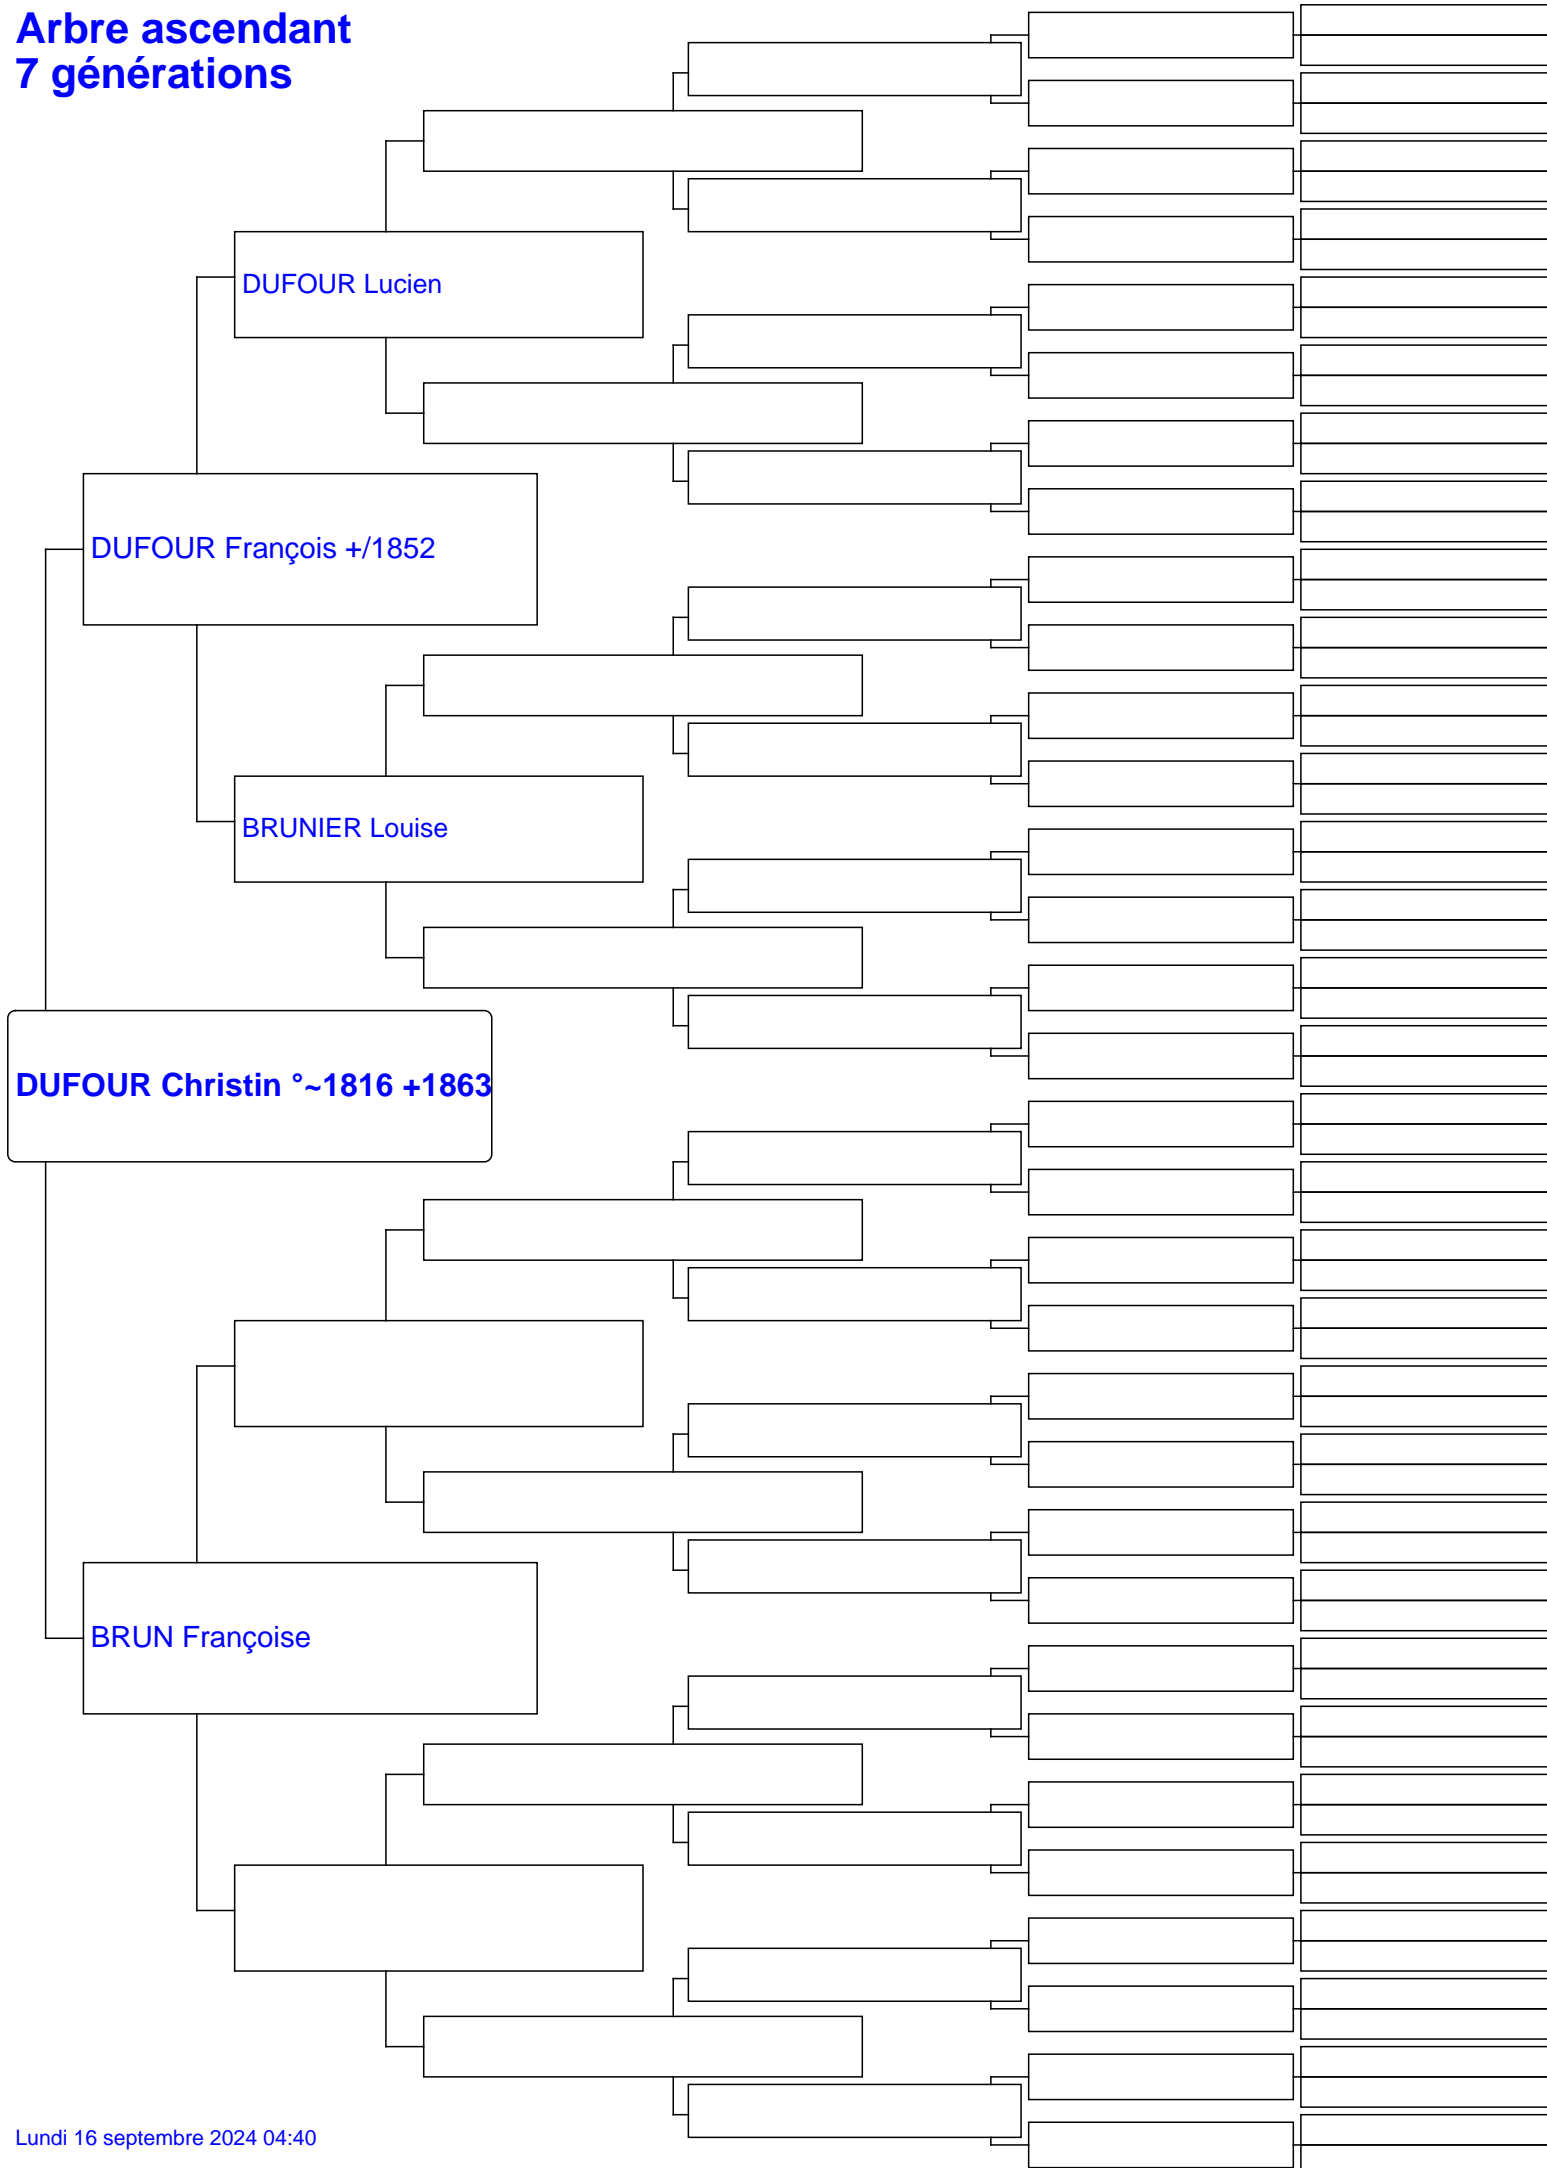 Arbre ascendant
7 générations
DUFOUR Lucien
DUFOUR François +/1852
BRUNIER Louise
DUFOUR Christin °~1816 +1863
BRUN Françoise
Lundi 16 septembre 2024 04:40